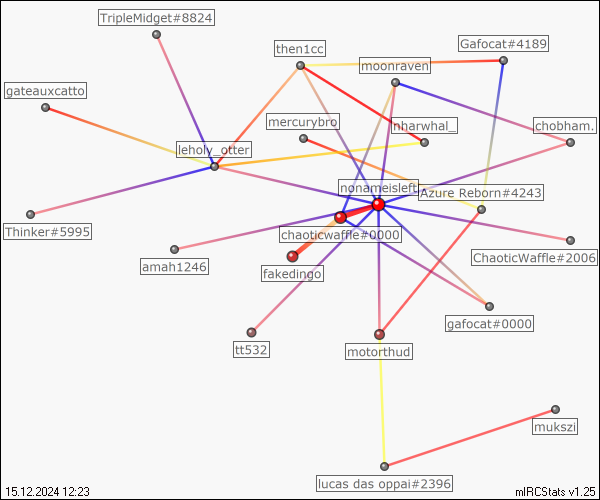 TripleMidget#8824
then1cc
Gafocat#4189
moonraven
gateauxcatto
mercurybro
nharwhal_
chobham.
leholy_otter
nonameisleft
Azure Reborn#4243
Thinker#5995
chaoticwaffle#0000
ChaoticWaffle#2006
amah1246
fakedingo
gafocat#0000
tt532
motorthud
mukszi
lucas das oppai#2396
15.12.2024 12:23
mIRCStats v1.25